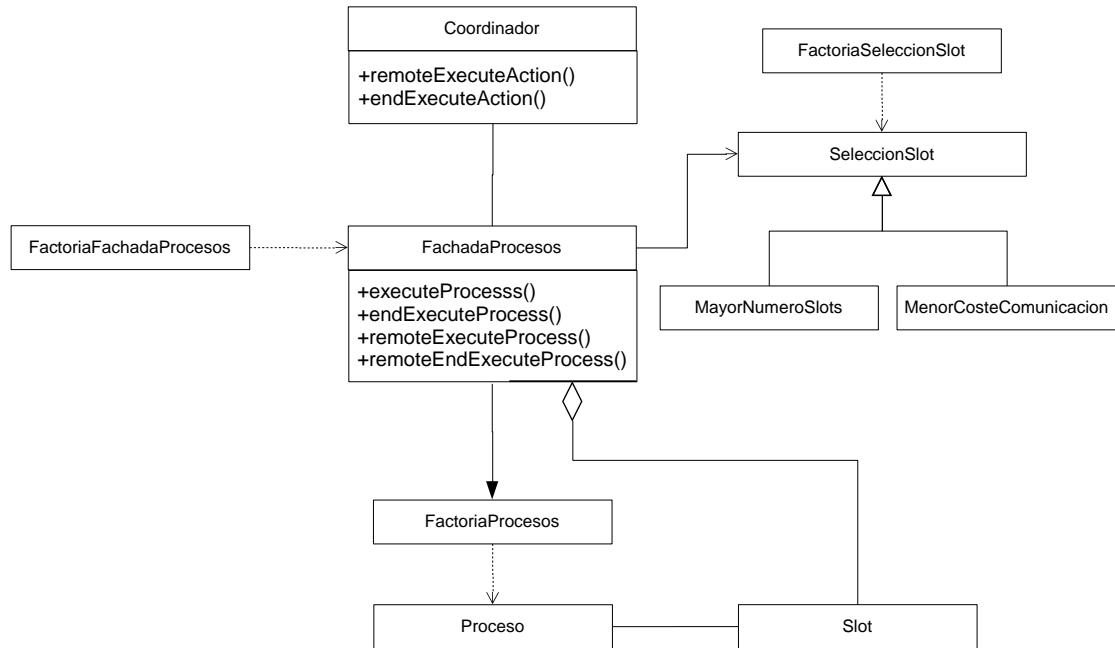 Coordinador
+remoteExecuteAction()
+endExecuteAction()
FactoriaSeleccionSlot
SeleccionSlot
FactoriaFachadaProcesos
FachadaProcesos
+executeProcesss()
+endExecuteProcess()
+remoteExecuteProcess()
+remoteEndExecuteProcess()
MayorNumeroSlots
MenorCosteComunicacion
FactoriaProcesos
Proceso
Slot